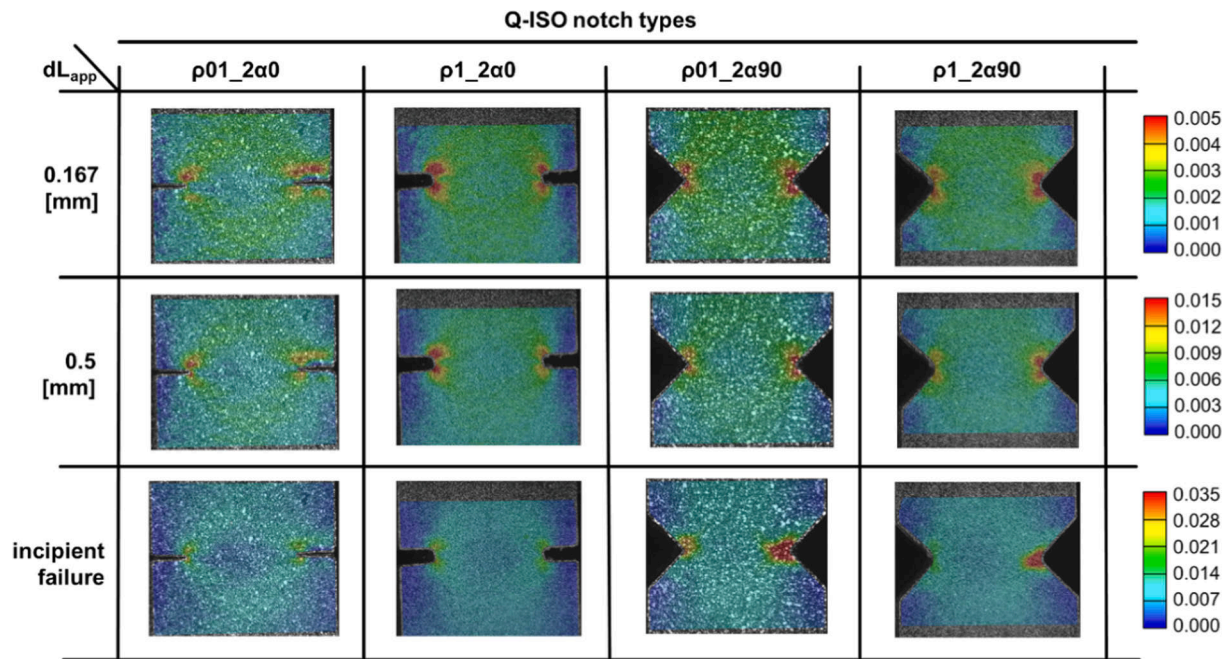 Q-ISO notch types
dLapp
ρ01_2α0
ρ1_2α0
ρ01_2α90
ρ1_2α90
0.167
[mm]
0.005
0.004
0.003
0.002
0.001
0.000
0.5
[mm]
0.015
0.012
0.009
0.006
0.003
0.000
incipient
failure
0.035
0.028
0.021
0.014
0.007
0.000